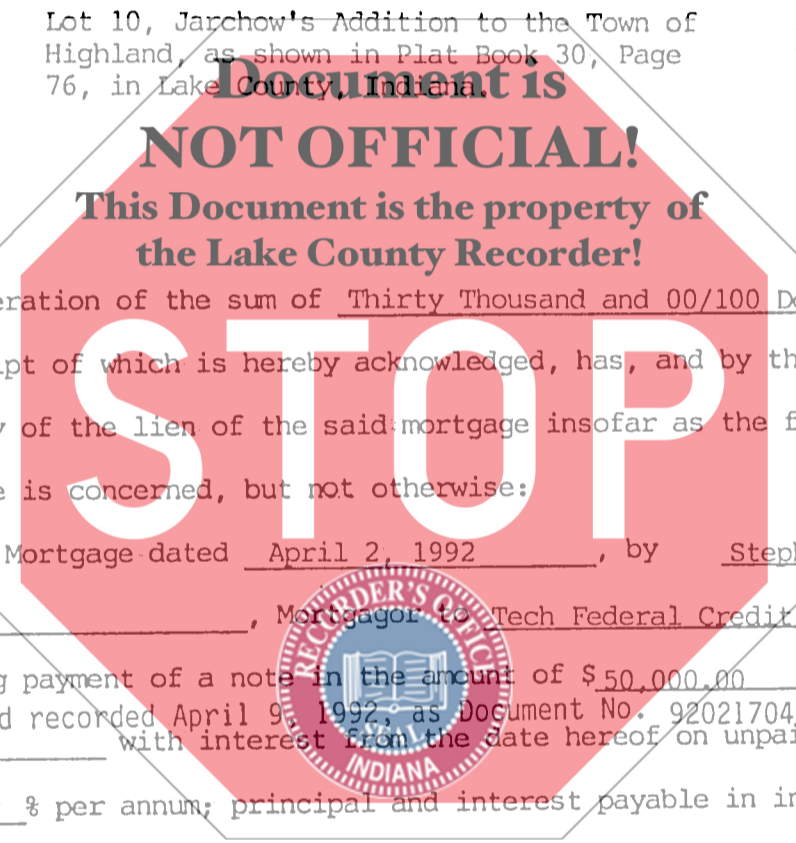 Lot 10, Jarchow's Addition to the Town of
Highland, as shown in Plat Book 30, Page
76, in Lake County, Indiana.
Document is
NOT OFFICIAL!
This Document is the property of
the Lake County Recorder!
STOP
eration of the sum of Thirty Thousand and 00/100 Do
pt of which is hereby acknowledged, has, and by th
of the lien of the said mortgage insofar as the f
e is concerned, but not otherwise:
Mortgage dated April 2, 1992, by Steph
, Mortgagor to Tech Federal Credit
g payment of a note in the amount of $50,000.00
d recorded April 9, 1992, as Document No. 92021704,
with interest from the date hereof on unpai
% per annum; principal and interest payable in in
RECORDER'S OFFICE
SEAL
INDIANA